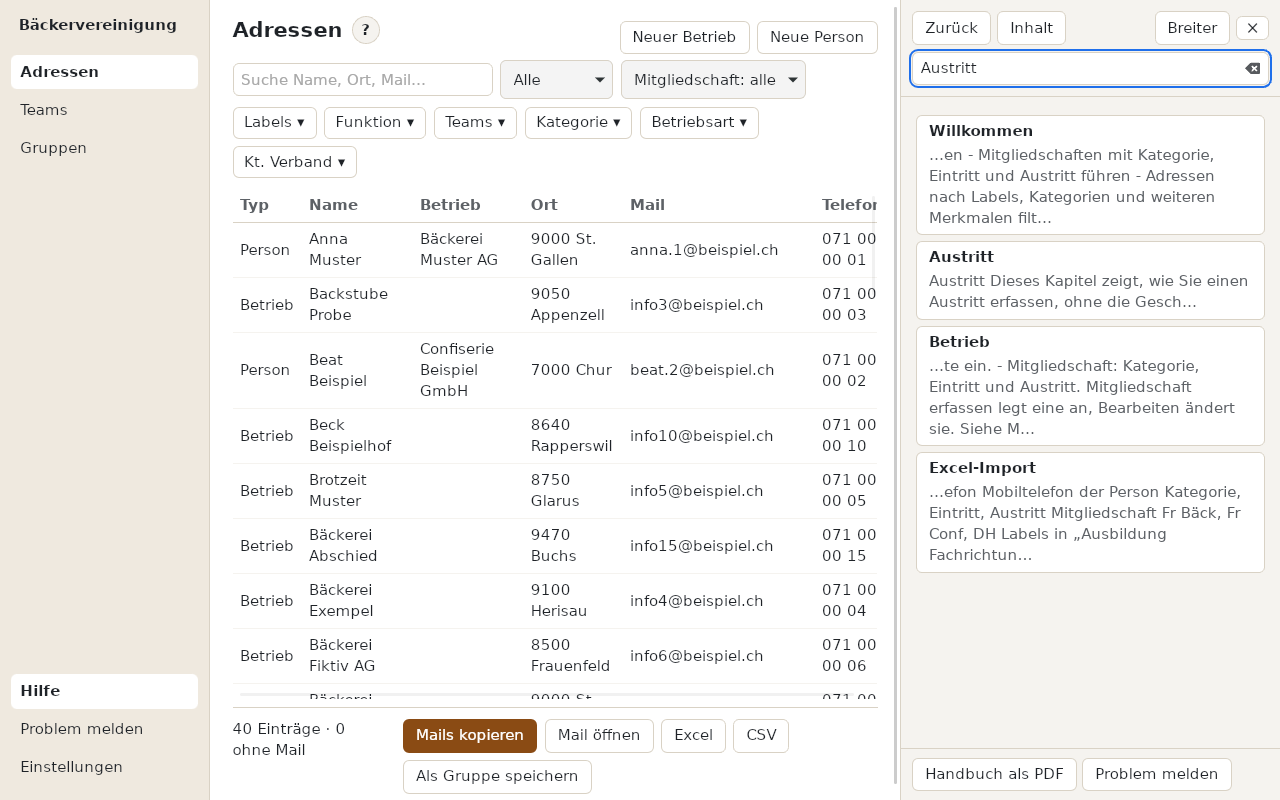 Bäckervereinigung
Adressen
Teams
Gruppen
Hilfe
Problem melden
Einstellungen
Adressen ?
Neuer Betrieb Neue Person
Suche Name, Ort, Mail... Alle Mitgliedschaft: alle
Labels ▾ Funktion ▾ Teams ▾ Kategorie ▾ Betriebsart ▾
Kt. Verband ▾
Typ Name Betrieb Ort Mail Telefon
Person Anna Muster Bäckerei Muster AG 9000 St. Gallen anna.1@beispiel.ch 071 00 00 01
Betrieb Backstube Probe 9050 Appenzell info3@beispiel.ch 071 00 00 03
Person Beat Beispiel Confiserie Beispiel GmbH 7000 Chur beat.2@beispiel.ch 071 00 00 02
Betrieb Beck Beispielhof 8640 Rapperswil info10@beispiel.ch 071 00 00 10
Betrieb Brotzeit Muster 8750 Glarus info5@beispiel.ch 071 00 00 05
Betrieb Bäckerei Abschied 9470 Buchs info15@beispiel.ch 071 00 00 15
Betrieb Bäckerei Exempel 9100 Herisau info4@beispiel.ch 071 00 00 04
Betrieb Bäckerei Fiktiv AG 8500 Frauenfeld info6@beispiel.ch 071 00 00 06
Bäckerei 9000 St. 071 00
40 Einträge · 0
ohne Mail
Mails kopieren Mail öffnen Excel CSV
Als Gruppe speichern
Zurück Inhalt Breiter ×
Austritt
Willkommen
…en - Mitgliedschaften mit Kategorie,
Eintritt und Austritt führen - Adressen
nach Labels, Kategorien und weiteren
Merkmalen filt…
Austritt
Austritt Dieses Kapitel zeigt, wie Sie einen
Austritt erfassen, ohne die Gesch…
Betrieb
…te ein. - Mitgliedschaft: Kategorie,
Eintritt und Austritt. Mitgliedschaft
erfassen legt eine an, Bearbeiten ändert
sie. Siehe M…
Excel-Import
…efon Mobiltelefon der Person Kategorie,
Eintritt, Austritt Mitgliedschaft Fr Bäck, Fr
Conf, DH Labels in „Ausbildung
Fachrichtun…
Handbuch als PDF Problem melden